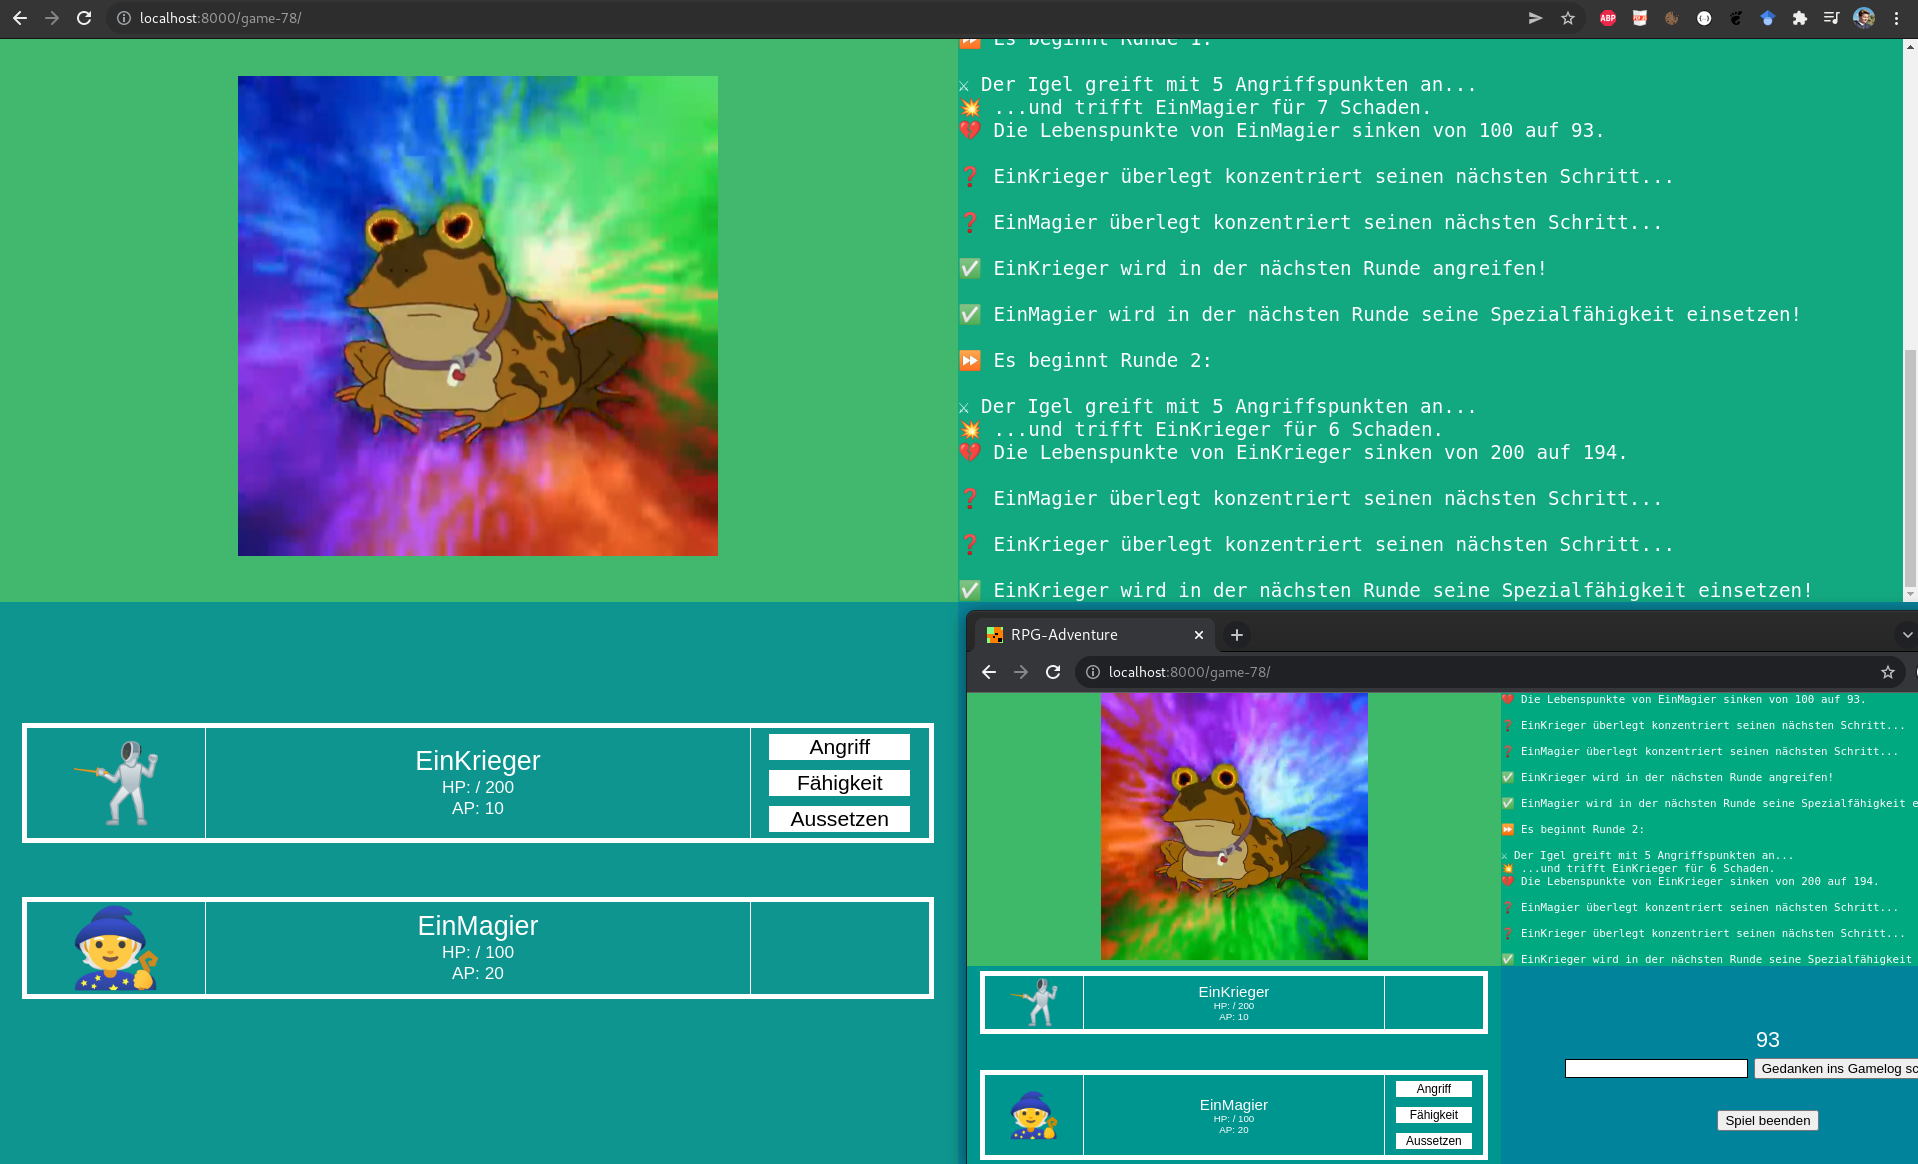 localhost:8000/game-78/
ABP
⏩ Es beginnt Runde 1:
⚔ Der Igel greift mit 5 Angriffspunkten an...
💥 ...und trifft EinMagier für 7 Schaden.
💔 Die Lebenspunkte von EinMagier sinken von 100 auf 93.
❓ EinKrieger überlegt konzentriert seinen nächsten Schritt...
❓ EinMagier überlegt konzentriert seinen nächsten Schritt...
✅ EinKrieger wird in der nächsten Runde angreifen!
✅ EinMagier wird in der nächsten Runde seine Spezialfähigkeit einsetzen!
⏩ Es beginnt Runde 2:
⚔ Der Igel greift mit 5 Angriffspunkten an...
💥 ...und trifft EinKrieger für 6 Schaden.
💔 Die Lebenspunkte von EinKrieger sinken von 200 auf 194.
❓ EinMagier überlegt konzentriert seinen nächsten Schritt...
❓ EinKrieger überlegt konzentriert seinen nächsten Schritt...
✅ EinKrieger wird in der nächsten Runde seine Spezialfähigkeit einsetzen!
EinKrieger
HP: / 200
AP: 10
Angriff
Fähigkeit
Aussetzen
EinMagier
HP: / 100
AP: 20
RPG-Adventure
localhost:8000/game-78/
💔 Die Lebenspunkte von EinMagier sinken von 100 auf 93.
❓ EinKrieger überlegt konzentriert seinen nächsten Schritt...
❓ EinMagier überlegt konzentriert seinen nächsten Schritt...
✅ EinKrieger wird in der nächsten Runde angreifen!
✅ EinMagier wird in der nächsten Runde seine Spezialfähigkeit e
⏩ Es beginnt Runde 2:
⚔ Der Igel greift mit 5 Angriffspunkten an...
💥 ...und trifft EinKrieger für 6 Schaden.
💔 Die Lebenspunkte von EinKrieger sinken von 200 auf 194.
❓ EinMagier überlegt konzentriert seinen nächsten Schritt...
❓ EinKrieger überlegt konzentriert seinen nächsten Schritt...
✅ EinKrieger wird in der nächsten Runde seine Spezialfähigkeit
EinKrieger
HP: / 200
AP: 10
EinMagier
HP: / 100
AP: 20
Angriff
Fähigkeit
Aussetzen
93
Gedanken ins Gamelog sc
Spiel beenden